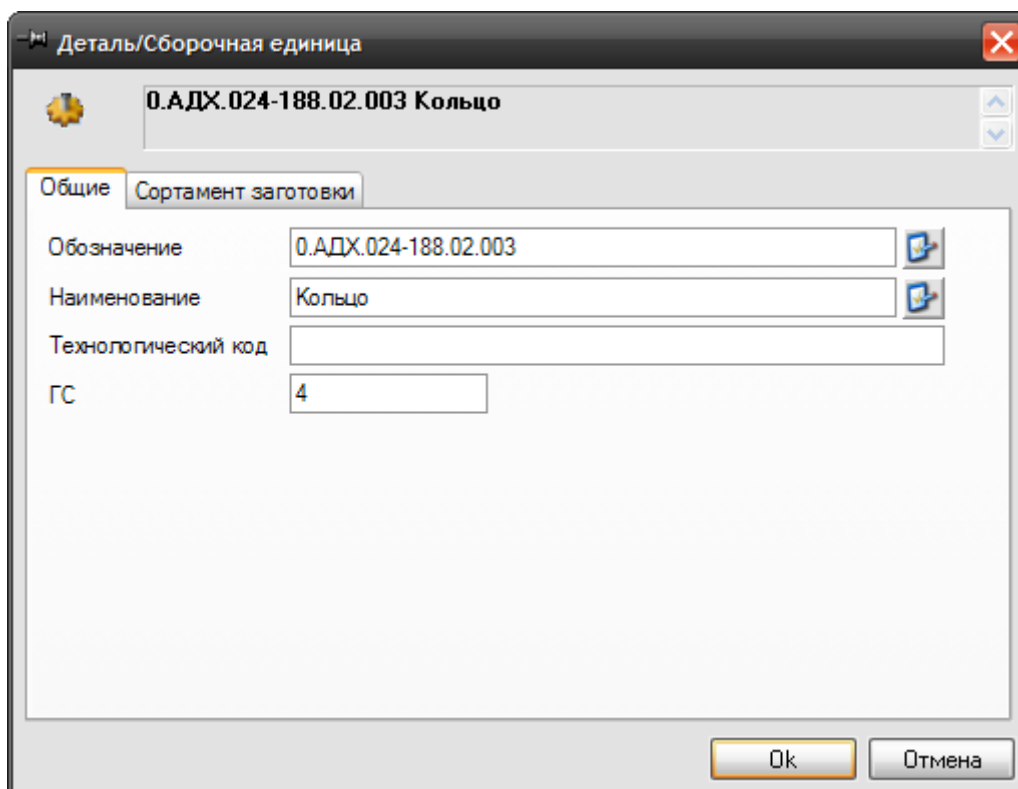 Деталь/Сборочная единица
0.АДХ.024-188.02.003 Кольцо
Общие Сортамент заготовки
Обозначение 0.АДХ.024-188.02.003
Наименование Кольцо
Технологический код
ГС 4
Ok Отмена